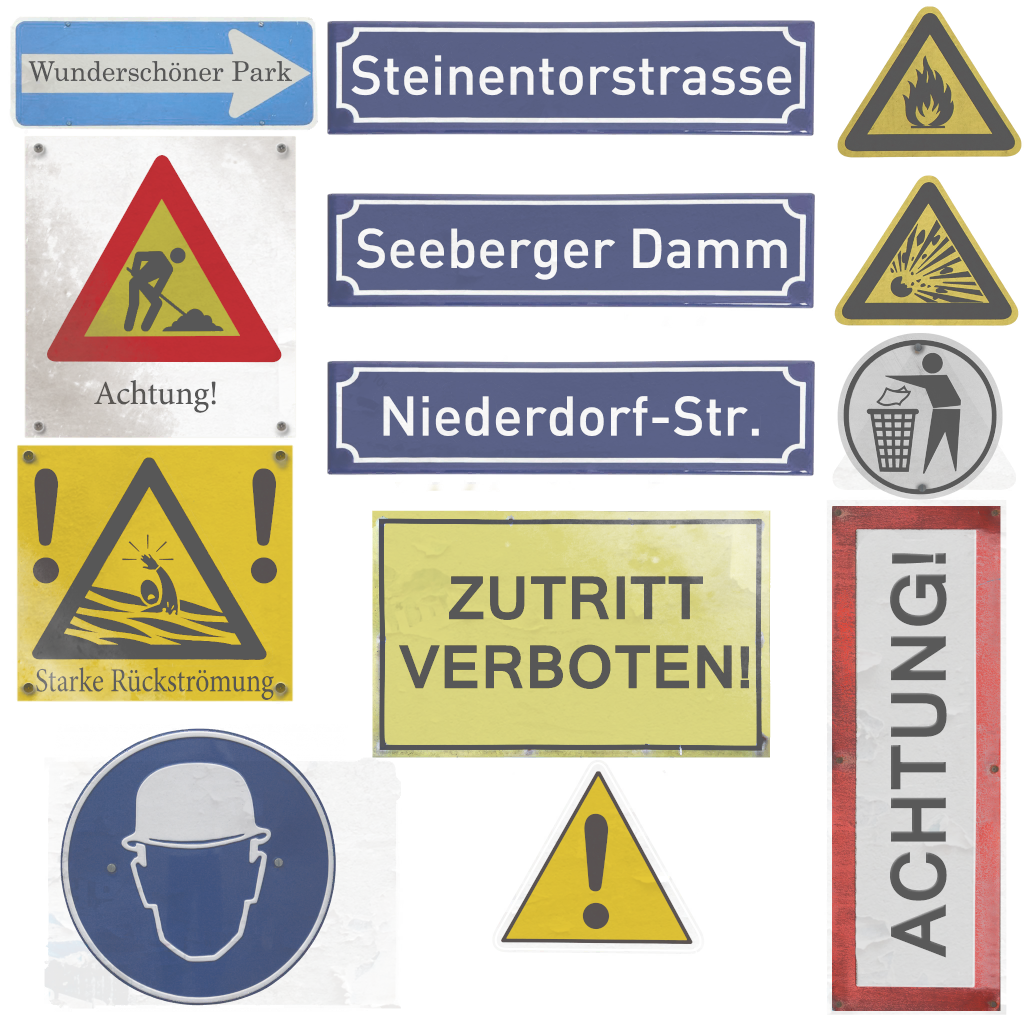 Wunderschöner Park
Steinentorstrasse
Achtung!
Seeberger Damm
Niederdorf-Str.
Starke Rückströmung
ZUTRITT
VERBOTEN!
ACHTUNG!